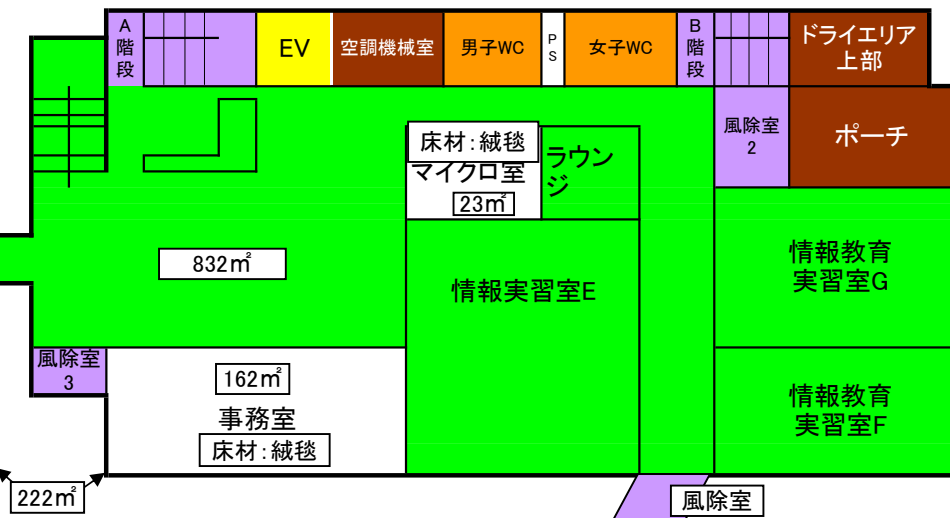 A
階
段
EV
空調機械室
男子WC
P
S
女子WC
B
階
段
ドライエリア
上部
風除室
2
ポーチ
床材:絨毯
マイクロ室
23㎡
ラウン
ジ
832㎡
情報実習室E
情報教育
実習室G
風除室
3
162㎡
事務室
床材:絨毯
情報教育
実習室F
222㎡
風除室